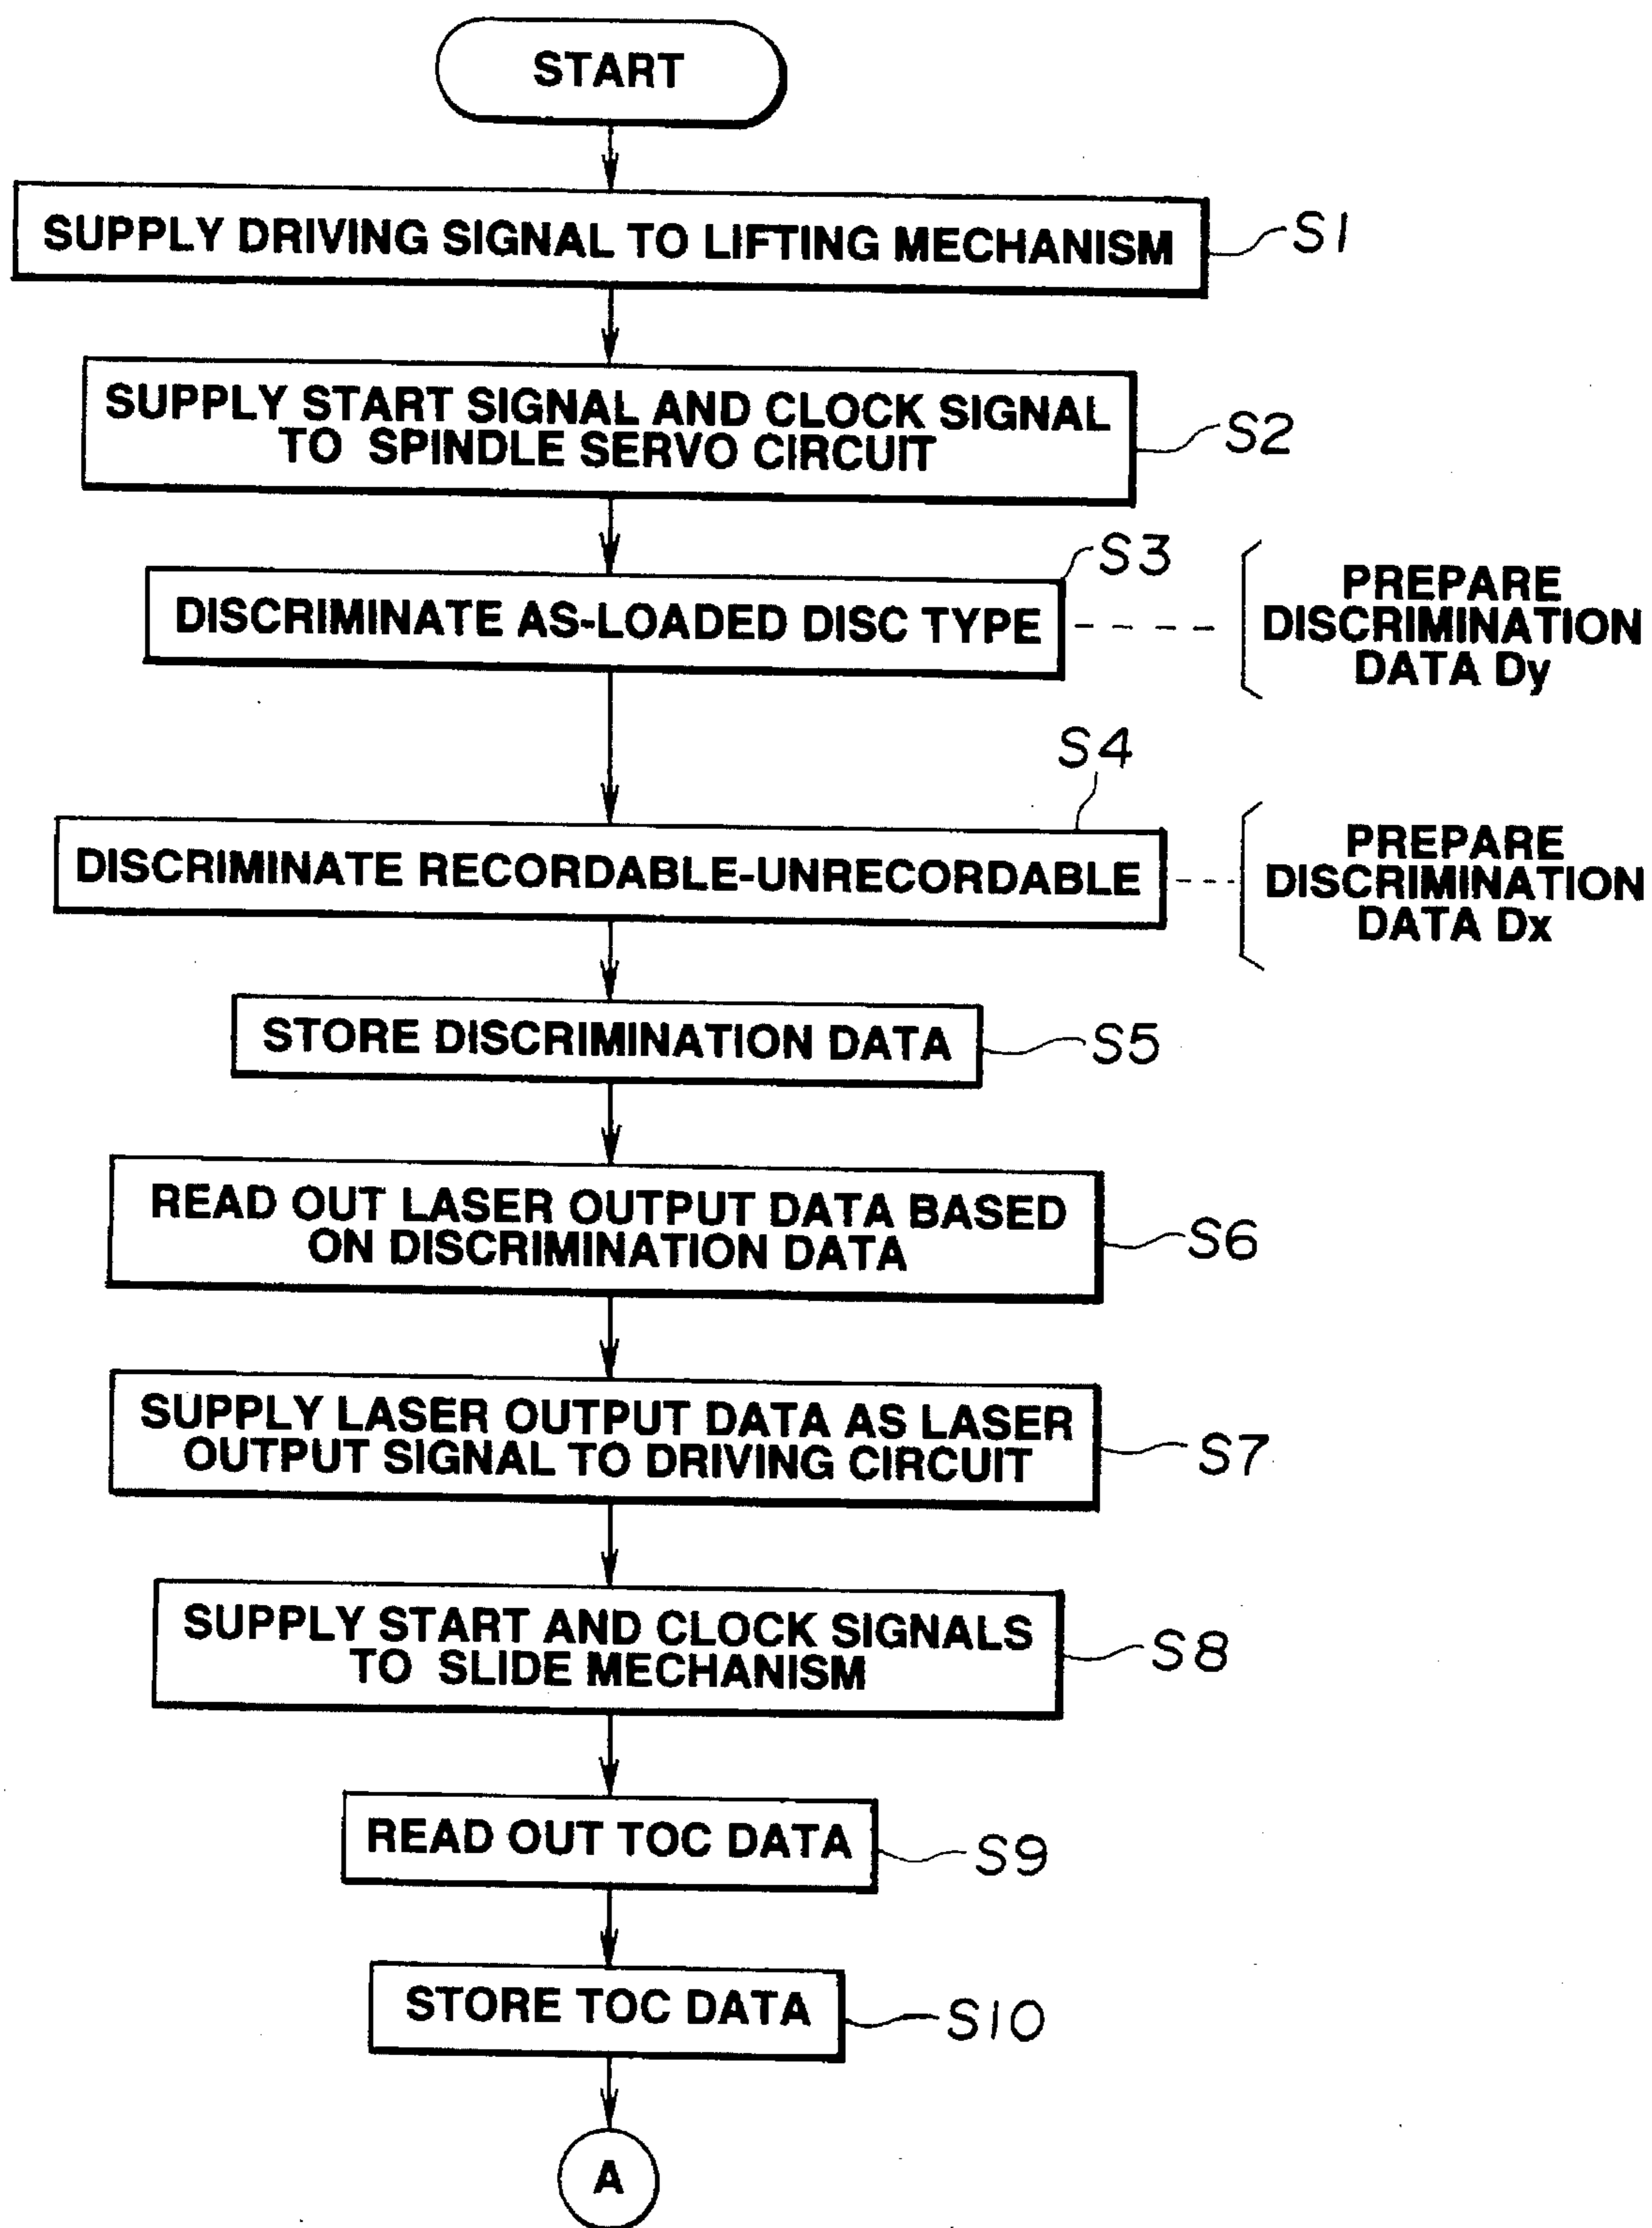 START
SUPPLY DRIVING SIGNAL TO LIFTING MECHANISM
S1
SUPPLY START SIGNAL AND CLOCK SIGNAL
TO SPINDLE SERVO CIRCUIT
S2
DISCRIMINATE AS-LOADED DISC TYPE
S3
PREPARE
DISCRIMINATION
DATA Dy
DISCRIMINATE RECORDABLE-UNRECORDABLE
S4
PREPARE
DISCRIMINATION
DATA Dx
STORE DISCRIMINATION DATA
S5
READ OUT LASER OUTPUT DATA BASED
ON DISCRIMINATION DATA
S6
SUPPLY LASER OUTPUT DATA AS LASER
OUTPUT SIGNAL TO DRIVING CIRCUIT
S7
SUPPLY START AND CLOCK SIGNALS
TO SLIDE MECHANISM
S8
READ OUT TOC DATA
S9
STORE TOC DATA
S10
A